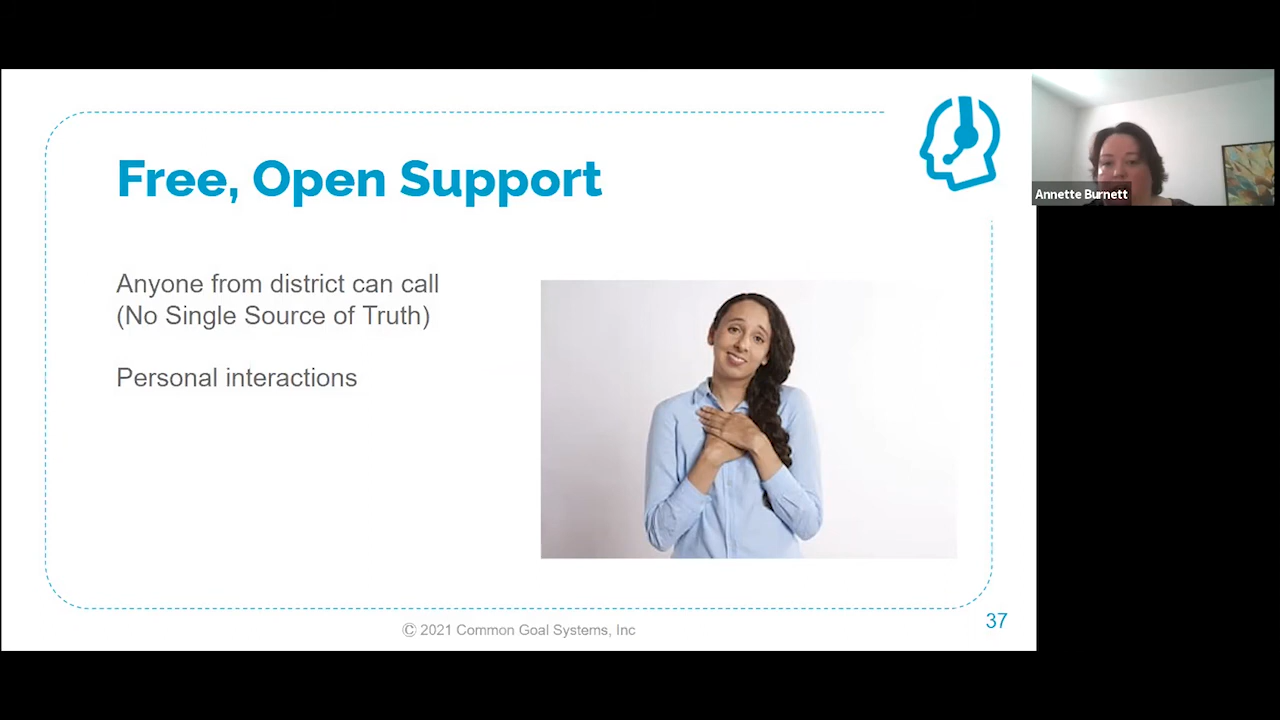 Free, Open Support
Anyone from district can call
(No Single Source of Truth)
Personal interactions
Annette Burnett
© 2021 Common Goal Systems, Inc
37